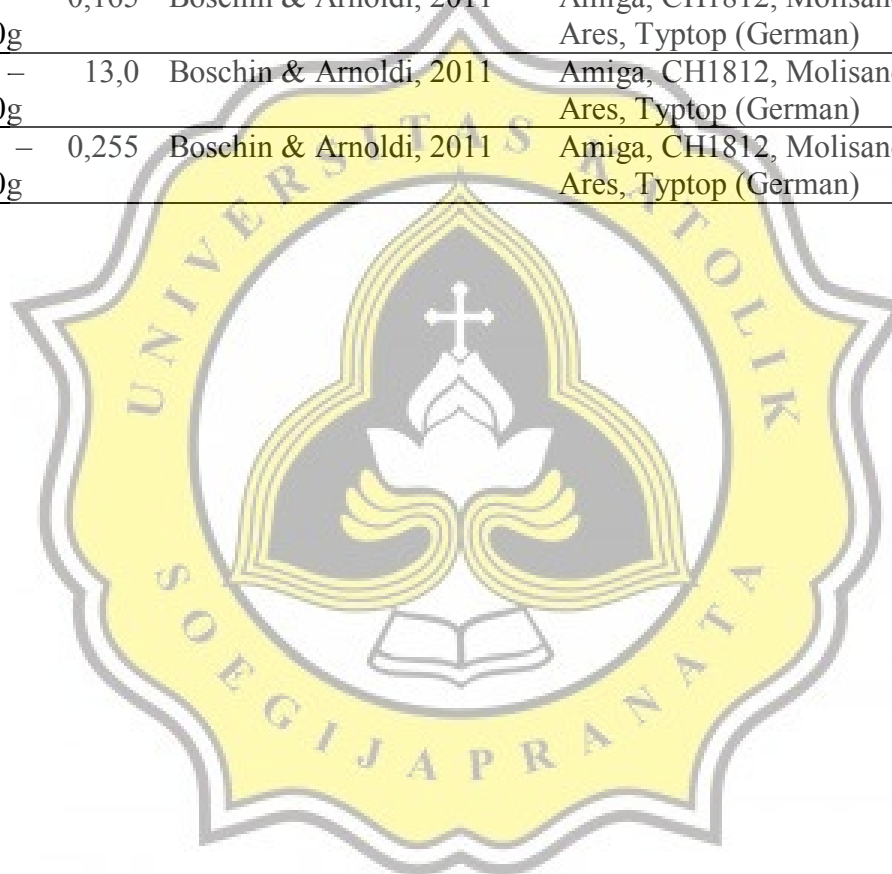 0,165 Boschin & Arnoldi, 2011 Amiga, CH1812, Molisano
0g Ares, Typtop (German)
– 13,0 Boschin & Arnoldi, 2011 Amiga, CH1812, Molisano
0g Ares, Typtop (German)
– 0,255 Boschin & Arnoldi, 2011 Amiga, CH1812, Molisano
0g Ares, Typtop (German)
UNIVERSITAS KATOLIK
SOEGIJAPRANATA